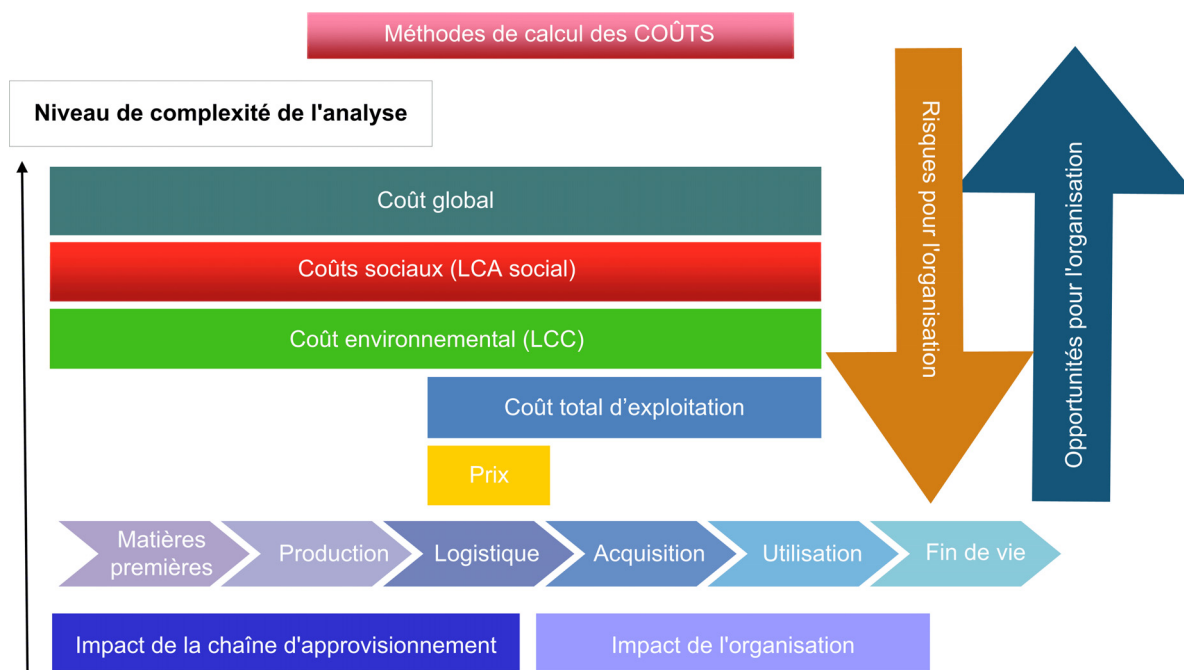 Méthodes de calcul des COÛTS
Niveau de complexité de l'analyse
Coût global
Coûts sociaux (LCA social)
Coût environnemental (LCC)
Coût total d’exploitation
Prix
Risques pour l'organisation
Opportunités pour l'organisation
Matières
premières
Production
Logistique
Acquisition
Utilisation
Fin de vie
Impact de la chaîne d'approvisionnement
Impact de l'organisation